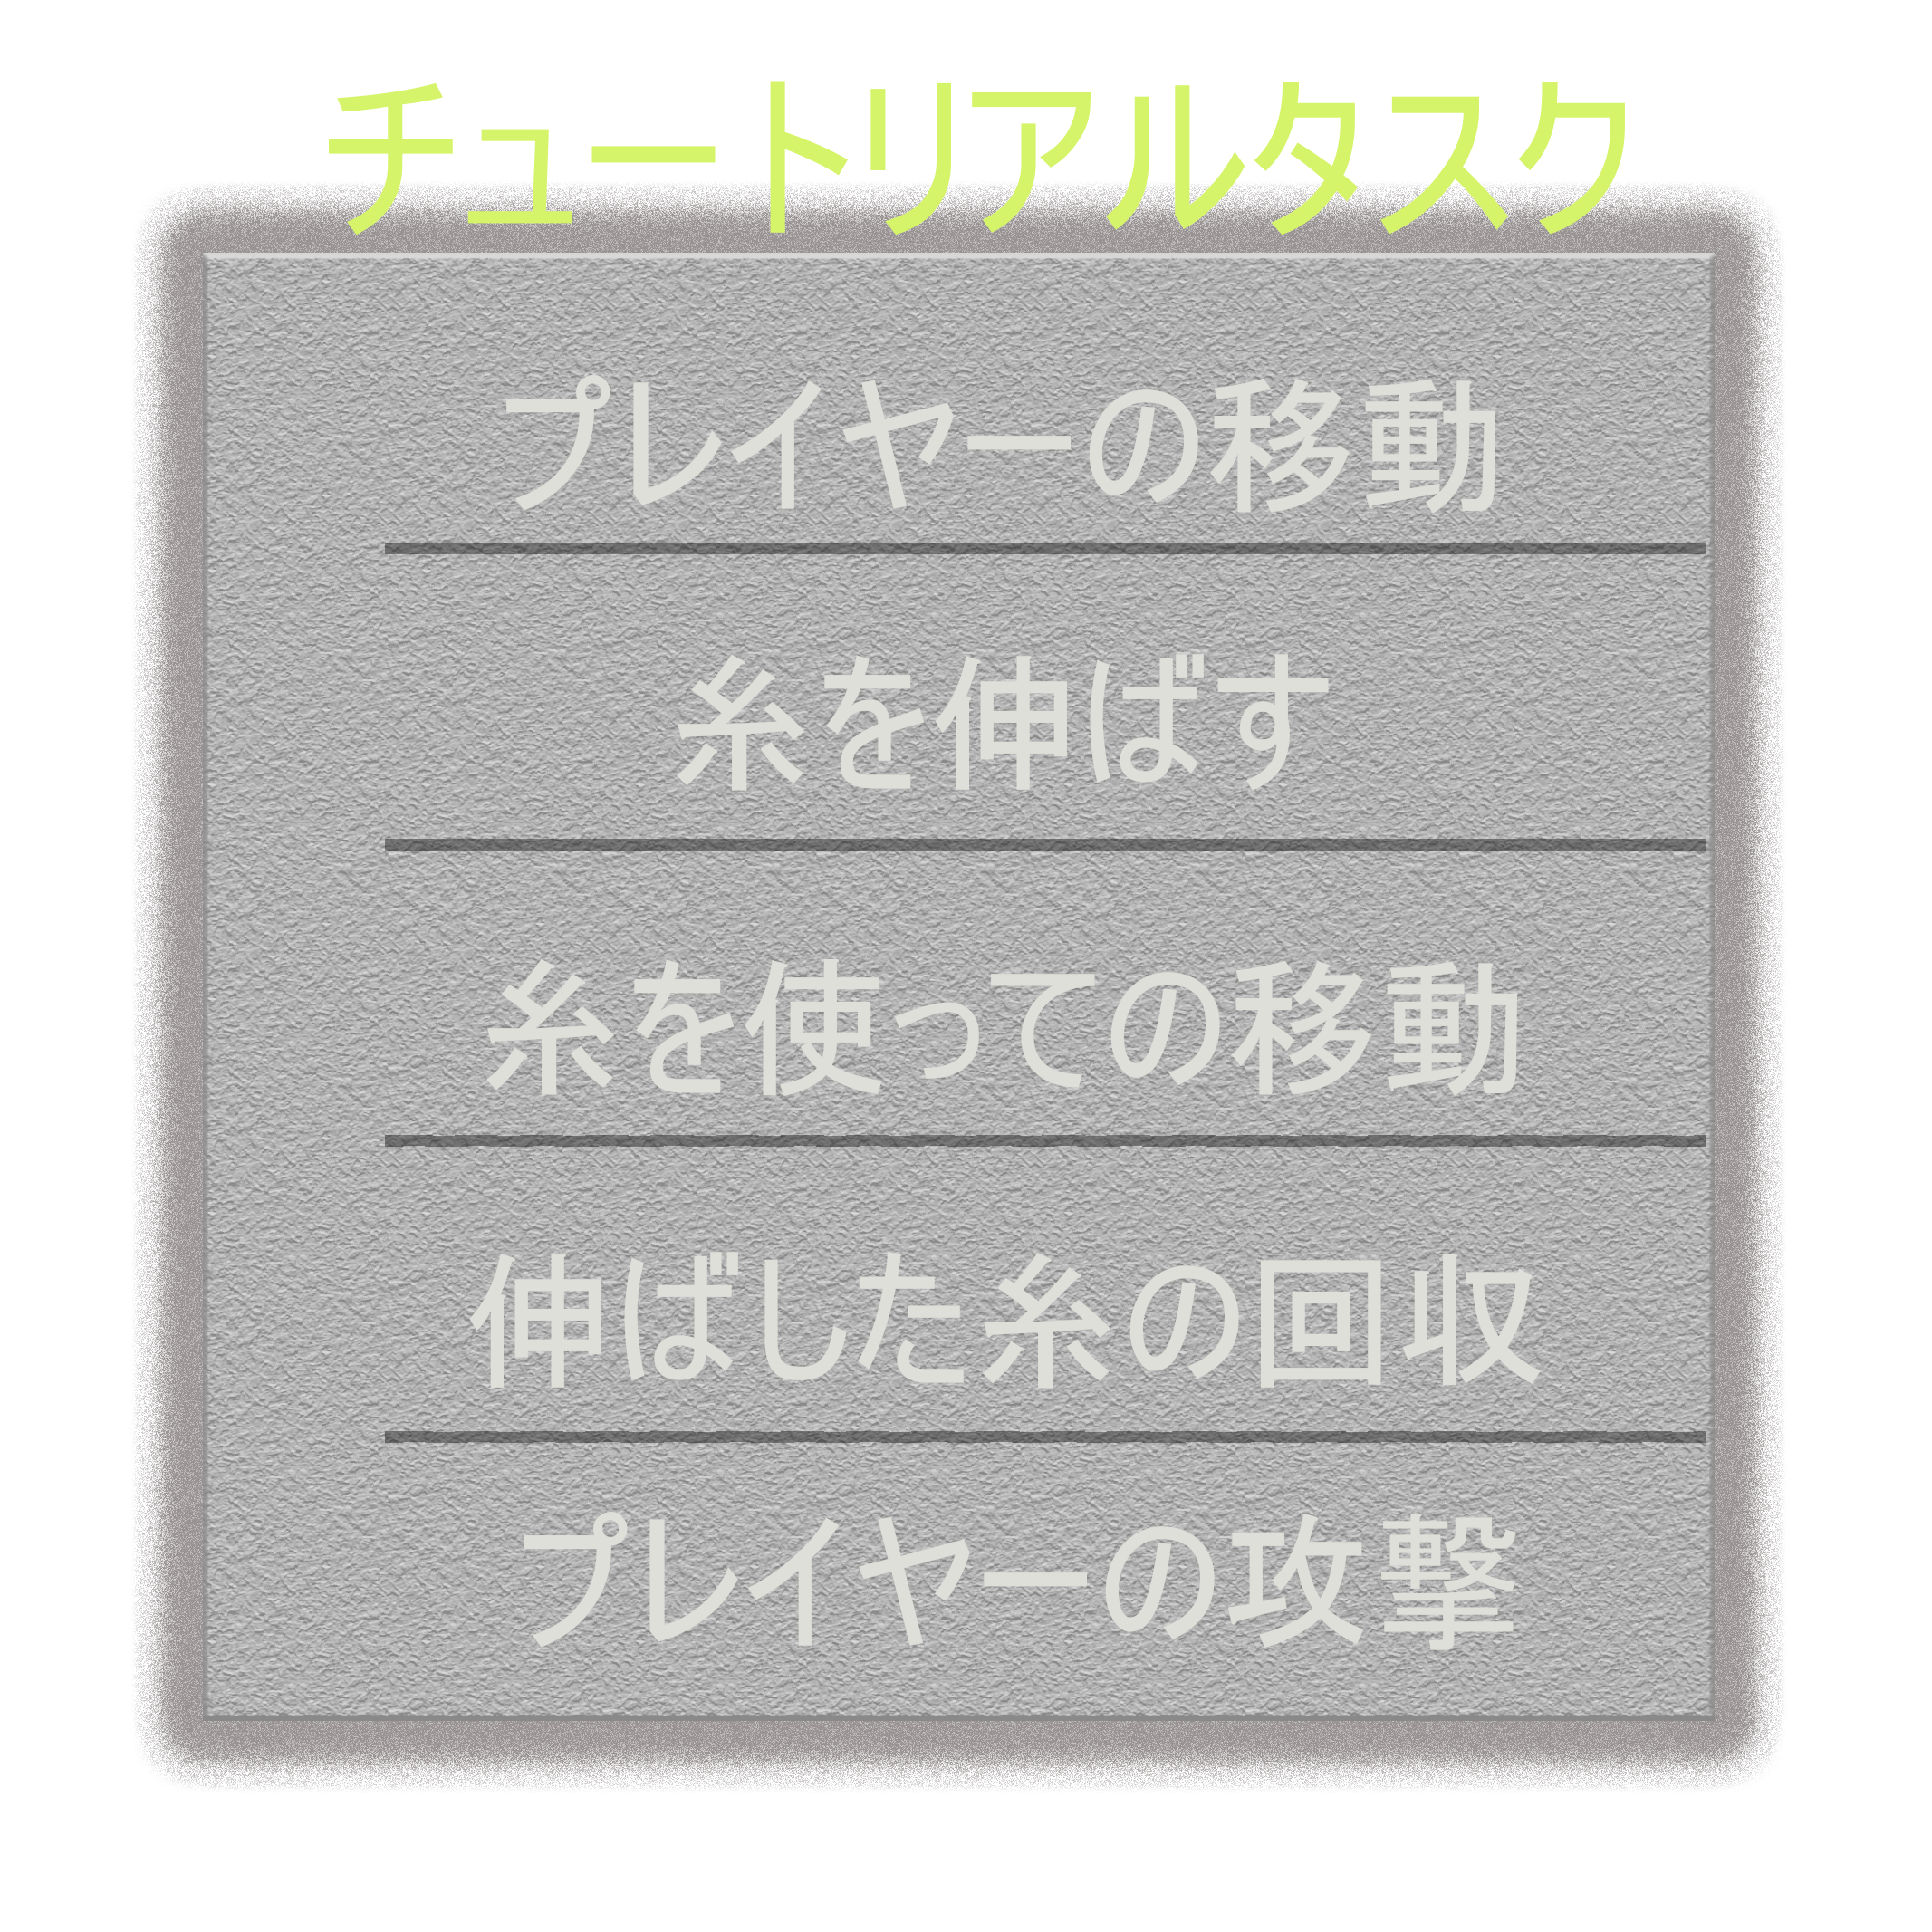 チュートリアルタスク
プレイヤーの移動
糸を伸ばす
糸を使っての移動
伸ばした糸の回収
プレイヤーの攻撃